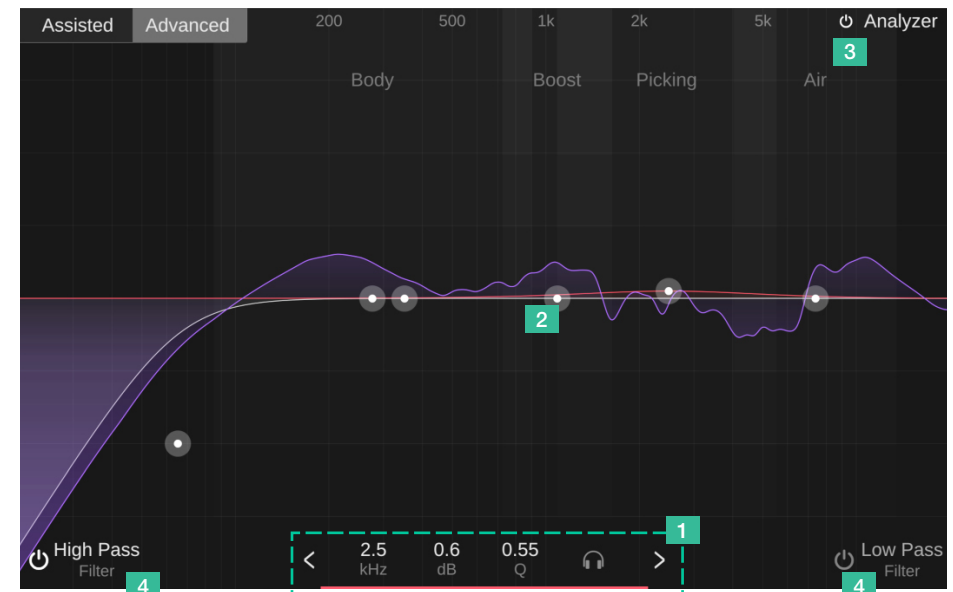 Assisted Advanced 200 500 1k 2k 5k Analyzer
3
Body Boost Picking Air
2
1
High Pass 2.5 0.6 0.55 Low Pass
Filter kHz dB Q Filter
4 4